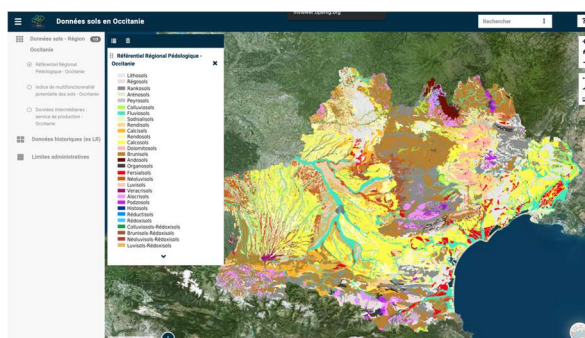 Données sols en Occitanie
Rechercher
Données sols - Région
Occitanie
Référentiel Régional
Pédologique - Occitanie
Indice de multifonctionnalité
potentielle des sols - Occitanie
Données intermédiaires :
service de production -
Occitanie
Données historiques (ex LR)
Limites administratives
Référentiel Régional Pédologique -
Occitanie
Lithosols
Régosols
Rankosols
Arénosols
Peyrosols
Colluviosols
Fluviosols
Sodisalisols
Rendisols
Calcisols
Rendosols
Calcosols
Dolomitosols
Brunisols
Andosols
Organosols
Fersialsols
Néoluvisols
Luvisols
Veracrisols
Alocrisols
Podzosols
Histosols
Réductisols
Rédoxisols
Colluviosols-Rédoxisols
Brunisols-Rédoxisols
Néoluvisols-Rédoxisols
Luvisols-Rédoxisols